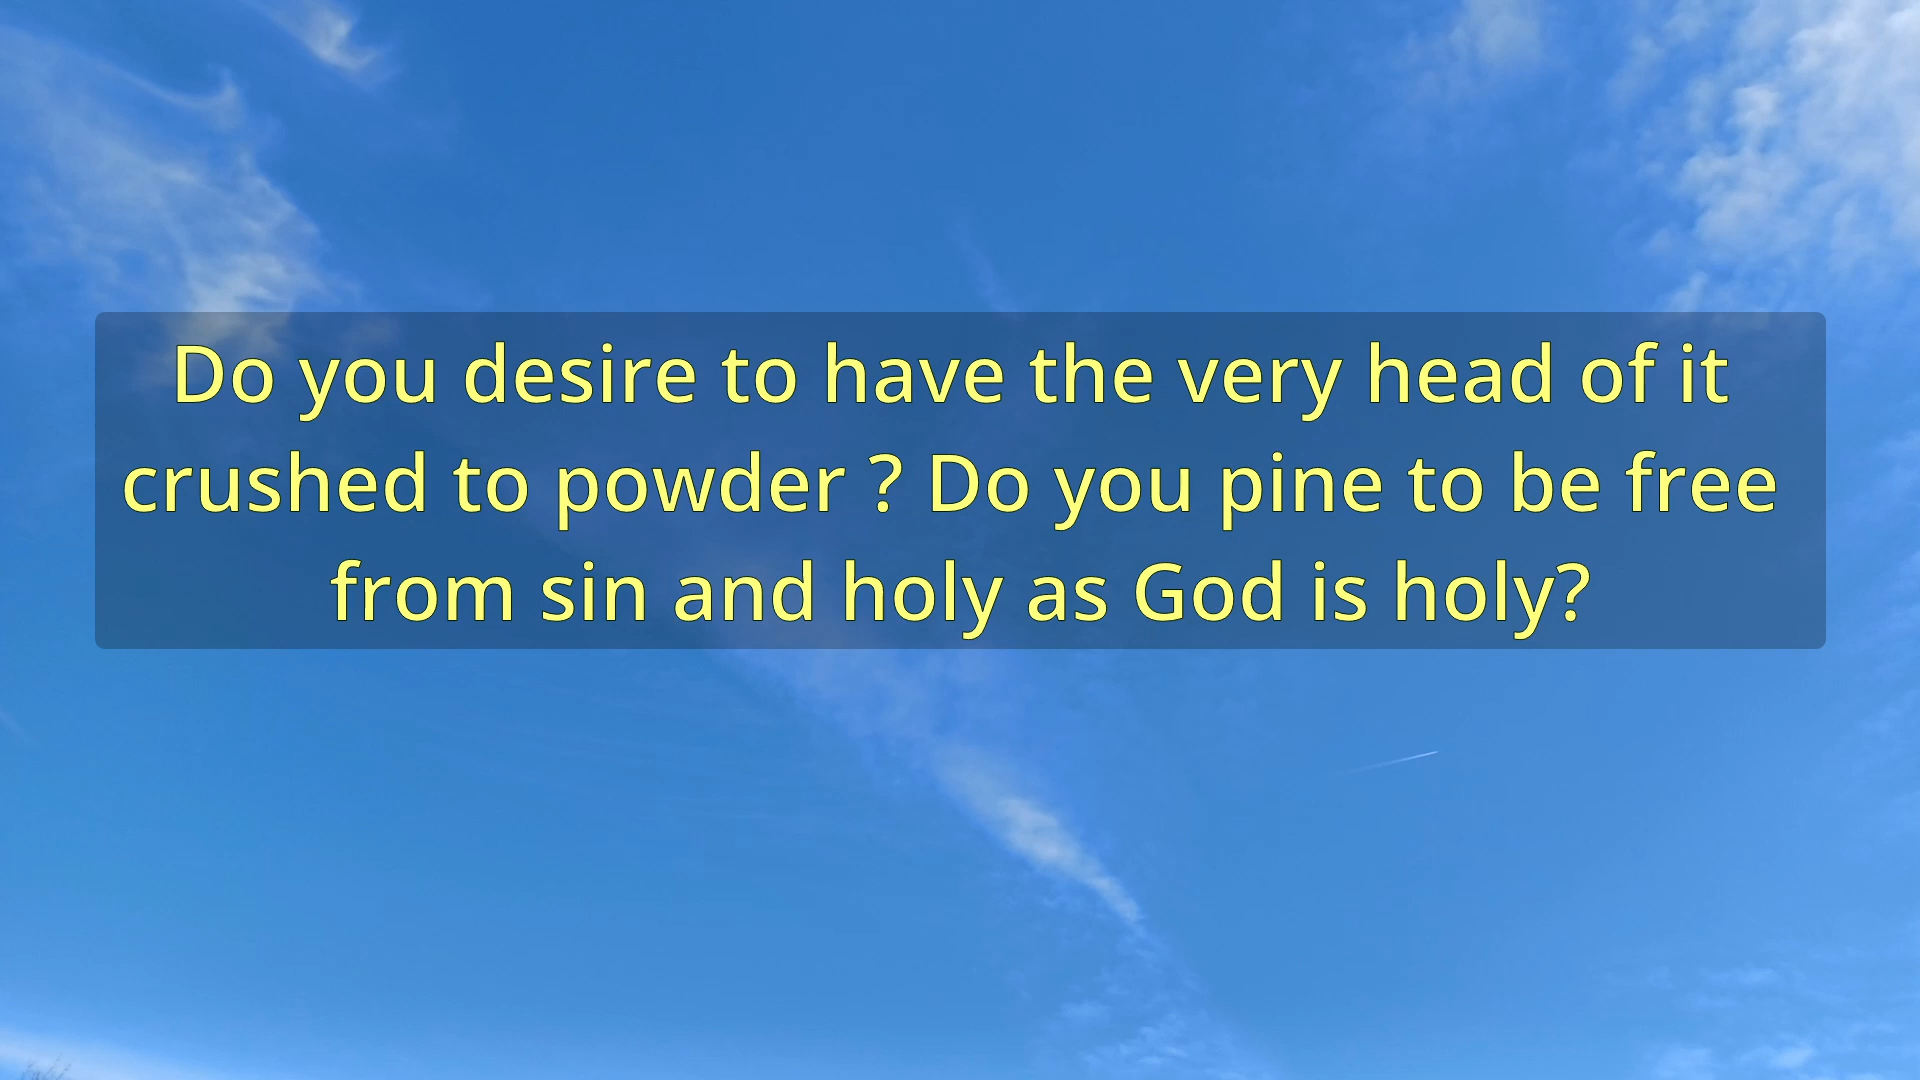 Do you desire to have the very head of it
crushed to powder ? Do you pine to be free
from sin and holy as God is holy?